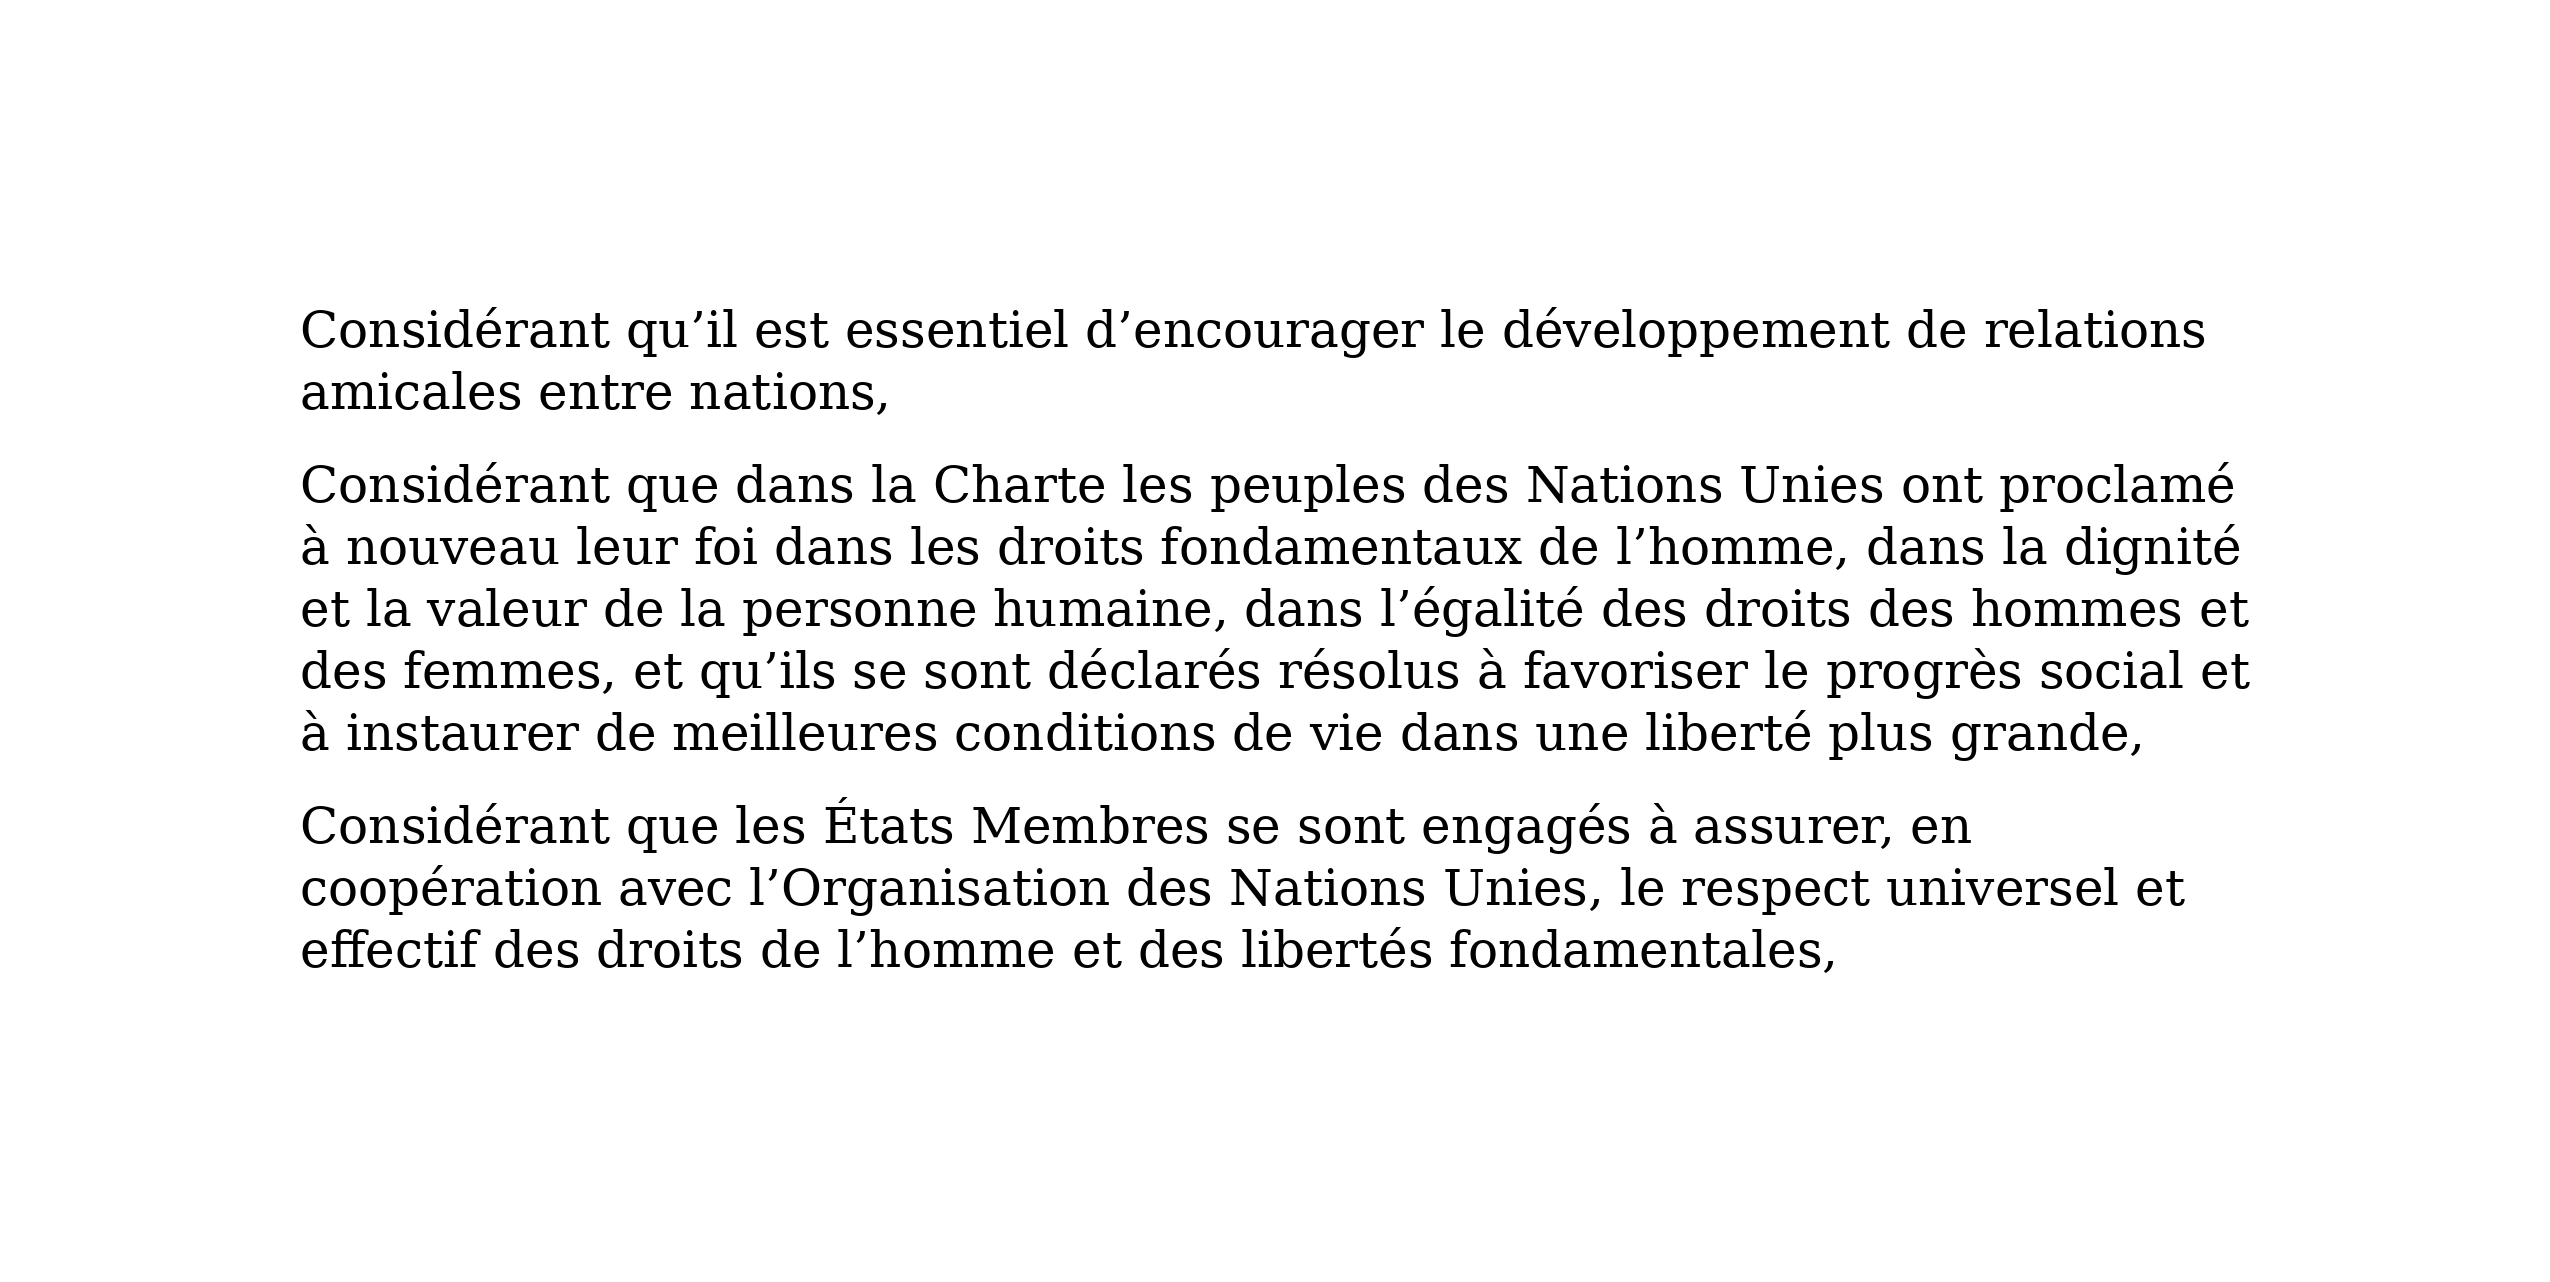 Considérant qu’il est essentiel d’encourager le développement de relations
amicales entre nations,
Considérant que dans la Charte les peuples des Nations Unies ont proclamé
à nouveau leur foi dans les droits fondamentaux de l’homme, dans la dignité
et la valeur de la personne humaine, dans l’égalité des droits des hommes et
des femmes, et qu’ils se sont déclarés résolus à favoriser le progrès social et
à instaurer de meilleures conditions de vie dans une liberté plus grande,
Considérant que les États Membres se sont engagés à assurer, en
coopération avec l’Organisation des Nations Unies, le respect universel et
effectif des droits de l’homme et des libertés fondamentales,